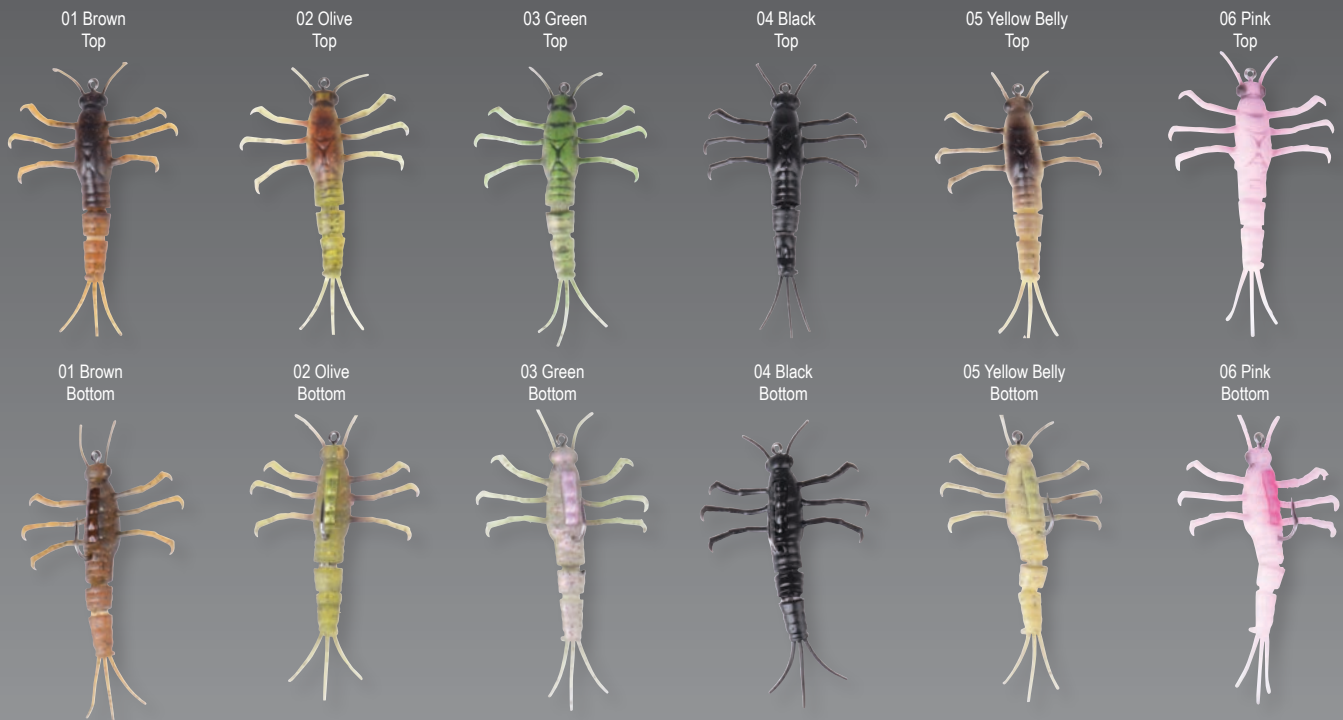 01 Brown
Top
02 Olive
Top
03 Green
Top
04 Black
Top
05 Yellow Belly
Top
06 Pink
Top
01 Brown
Bottom
02 Olive
Bottom
03 Green
Bottom
04 Black
Bottom
05 Yellow Belly
Bottom
06 Pink
Bottom